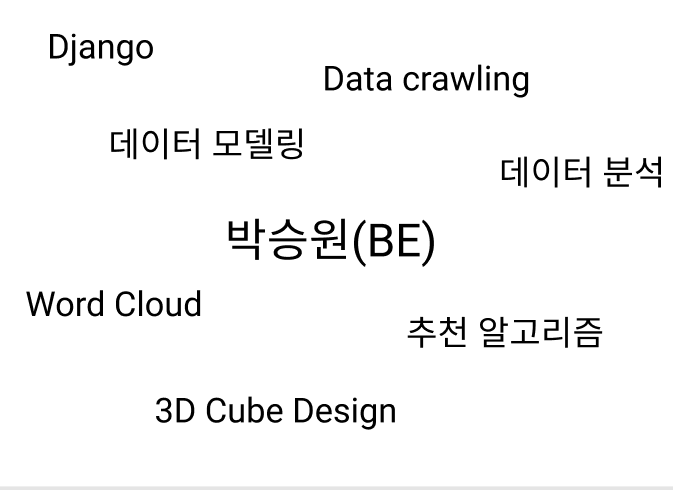 Django
Data crawling
데이터 모델링
데이터 분석
박승원(BE)
Word Cloud
추천 알고리즘
3D Cube Design